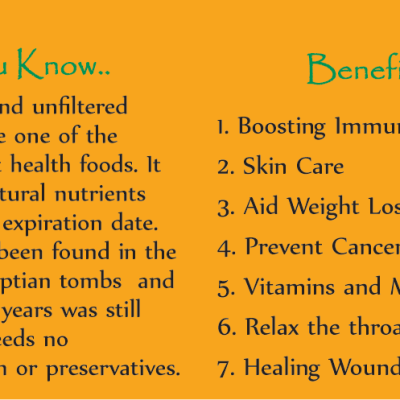 u Know..
nd unfiltered
e one of the
health foods. It
tural nutrients
expiration date.
been found in the
ptian tombs and
years was still
eeds no
n or preservatives.
Benefi
1. Boosting Immu
2. Skin Care
3. Aid Weight Los
4. Prevent Cancer
5. Vitamins and M
6. Relax the throa
7. Healing Wound